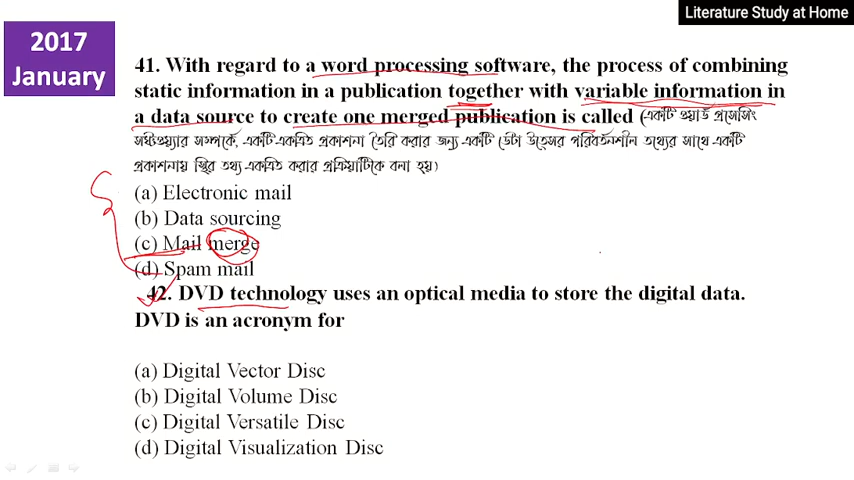 Literature Study at Home
2017
January
41. With regard to a word processing software, the process of combining
static information in a publication together with variable information in
a data source to create one merged publication is called (একটি ওয়ার্ড প্রসেসিং
সফ্টওয়্যার সম্পর্কে, একটি একত্রিত প্রকাশনা তৈরি করার জন্য একটি ডেটা উত্সের পরিবর্তনশীল তথ্যের সাথে একটি
প্রকাশনায় স্থির তথ্য একত্রিত করার প্রক্রিয়াটিকে বলা হয়)
(a) Electronic mail
(b) Data sourcing
(c) Mail merge
(d) Spam mail
42. DVD technology uses an optical media to store the digital data.
DVD is an acronym for
(a) Digital Vector Disc
(b) Digital Volume Disc
(c) Digital Versatile Disc
(d) Digital Visualization Disc